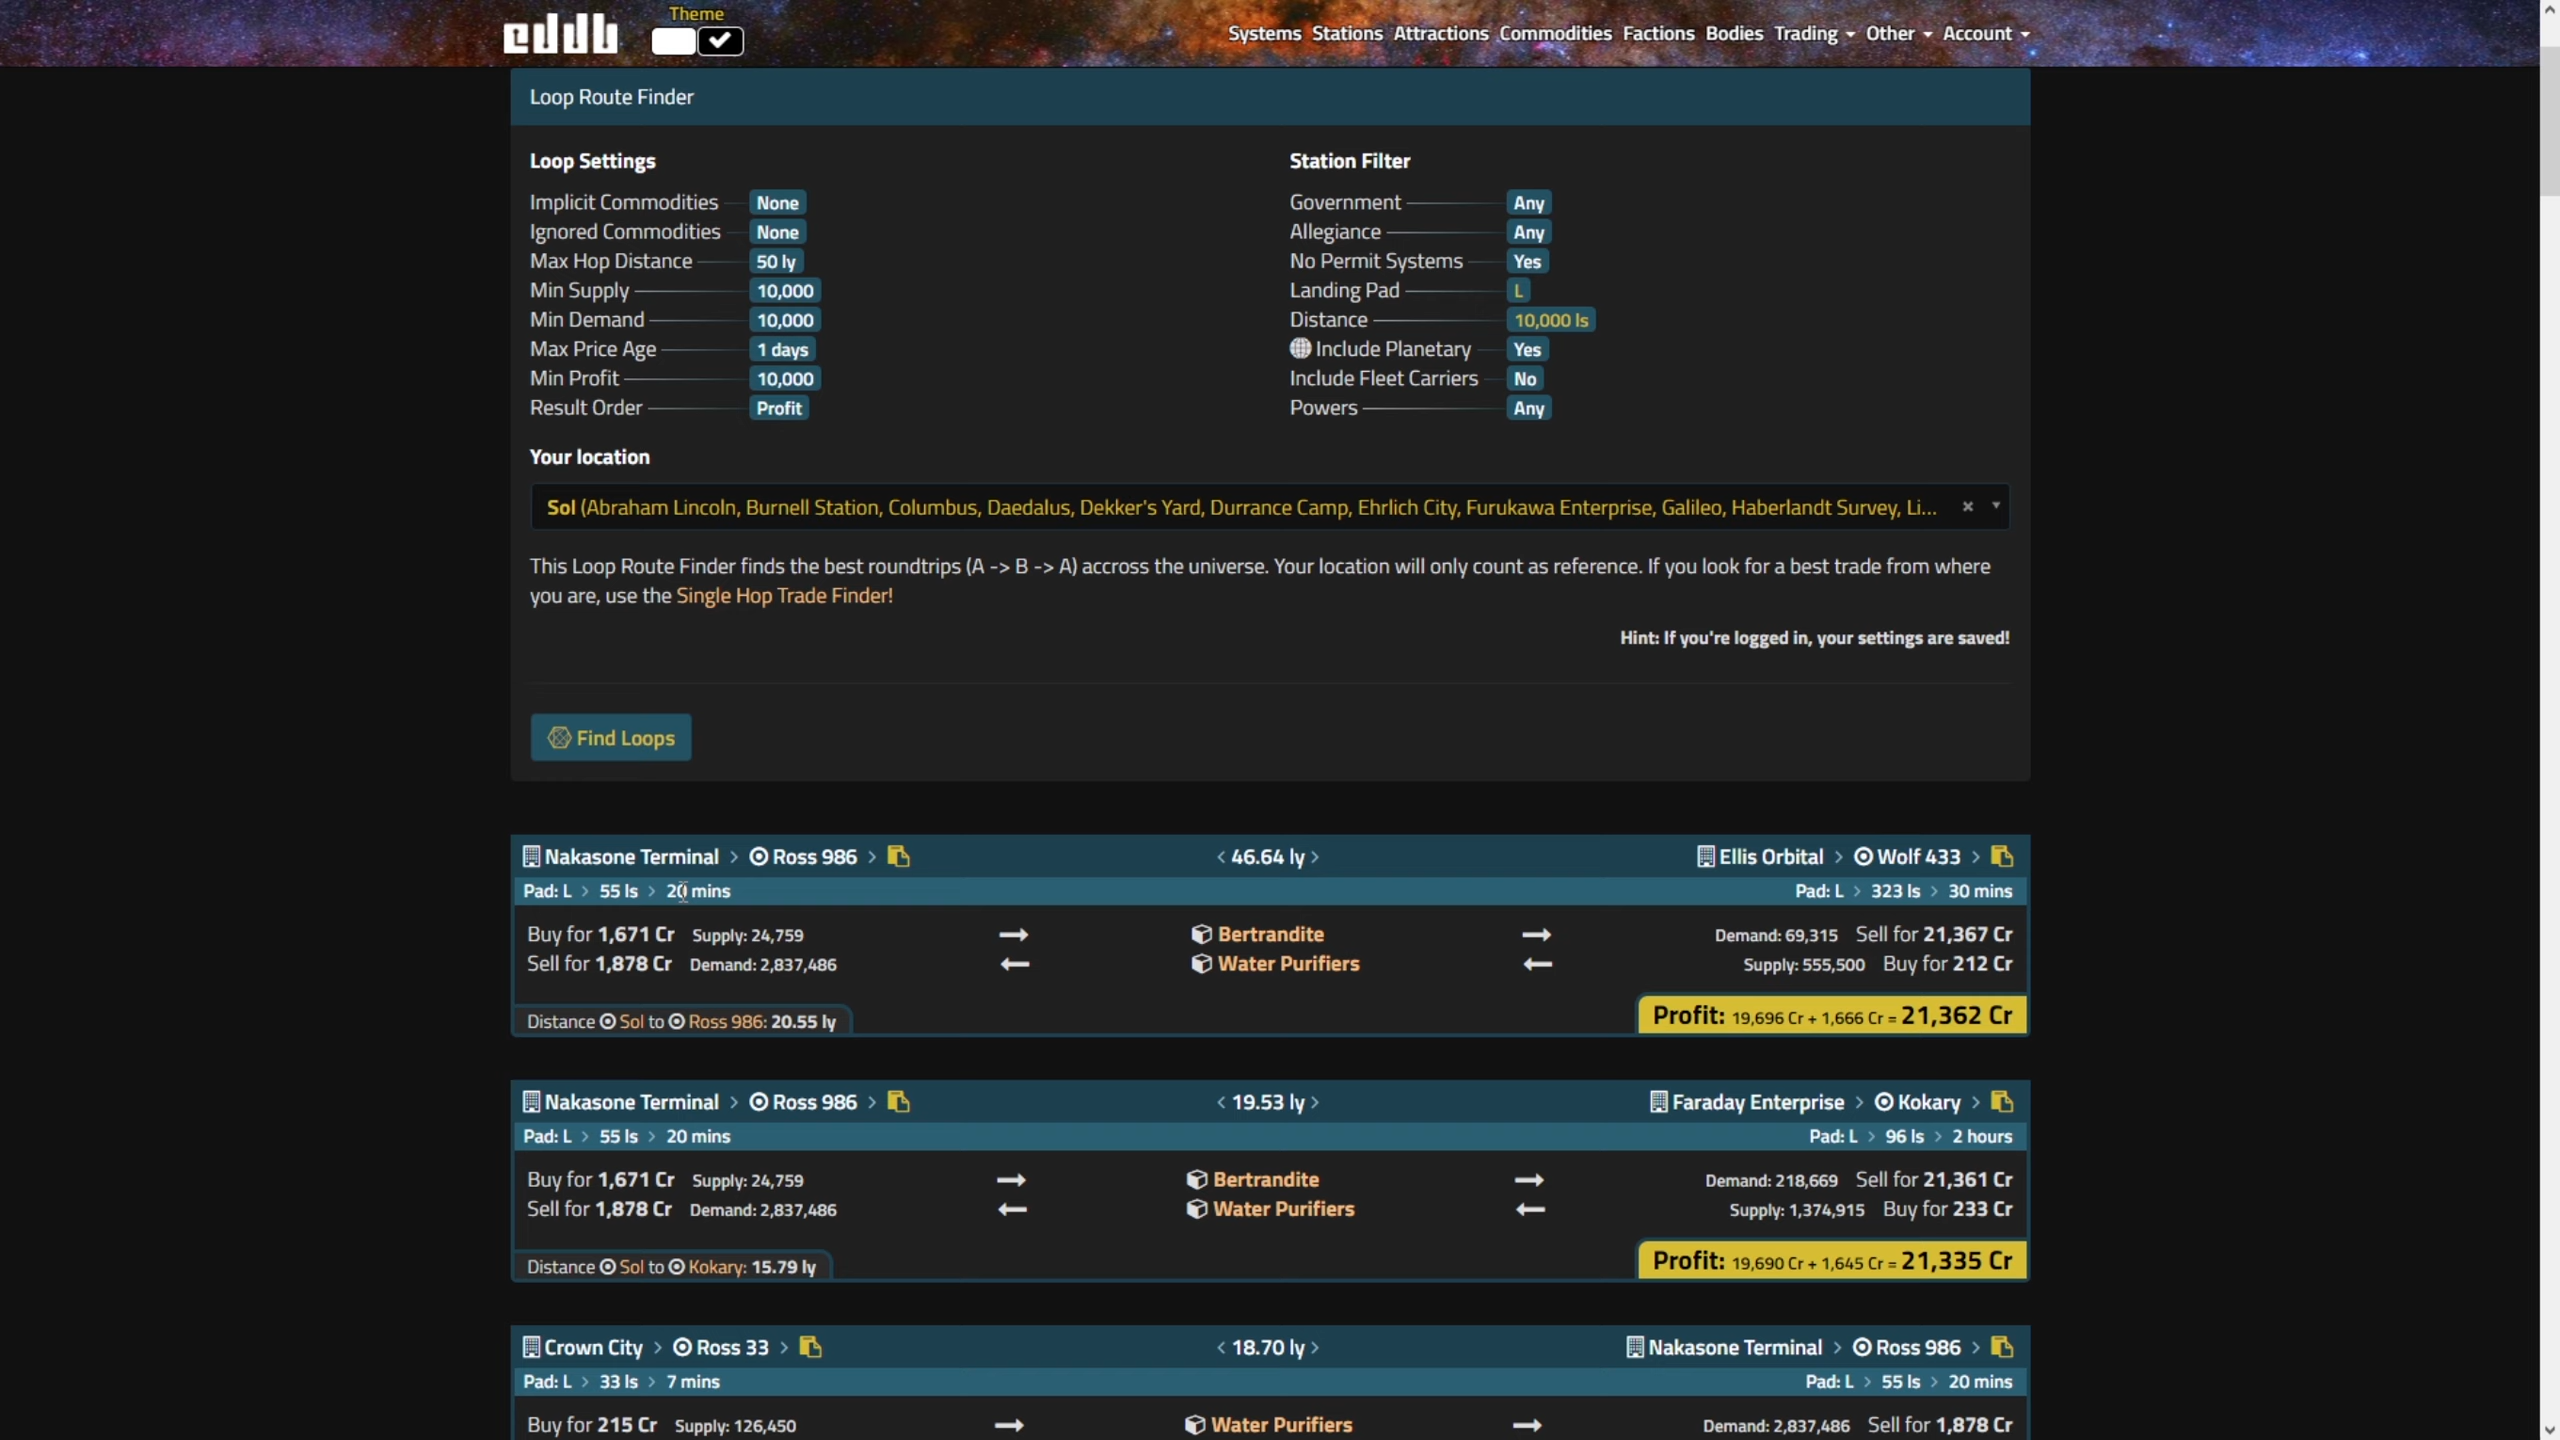 eddb
Theme
Systems Stations Attractions Commodities Factions Bodies Trading Other Account
Loop Route Finder
Loop Settings
Implicit Commodities None
Ignored Commodities None
Max Hop Distance 50 ly
Min Supply 10,000
Min Demand 10,000
Max Price Age 1 days
Min Profit 10,000
Result Order Profit
Station Filter
Government Any
Allegiance Any
No Permit Systems Yes
Landing Pad L
Distance 10,000 ls
Include Planetary Yes
Include Fleet Carriers No
Powers Any
Your location
Sol (Abraham Lincoln, Burnell Station, Columbus, Daedalus, Dekker's Yard, Durrance Camp, Ehrlich City, Furukawa Enterprise, Galileo, Haberlandt Survey, Li... ×
This Loop Route Finder finds the best roundtrips (A -> B -> A) accross the universe. Your location will only count as reference. If you look for a best trade from where
you are, use the Single Hop Trade Finder!
Hint: If you're logged in, your settings are saved!
Find Loops
Nakasone Terminal > Ross 986 > < 46.64 ly > Ellis Orbital > Wolf 433 >
Pad: L > 55 ls > 20 mins Pad: L > 323 ls > 30 mins
Buy for 1,671 Cr Supply: 24,759 → Bertrandite → Demand: 69,315 Sell for 21,367 Cr
Sell for 1,878 Cr Demand: 2,837,486 ← Water Purifiers ← Supply: 555,500 Buy for 212 Cr
Distance Sol to Ross 986: 20.55 ly Profit: 19,696 Cr + 1,666 Cr = 21,362 Cr
Nakasone Terminal > Ross 986 > < 19.53 ly > Faraday Enterprise > Kokary >
Pad: L > 55 ls > 20 mins Pad: L > 96 ls > 2 hours
Buy for 1,671 Cr Supply: 24,759 → Bertrandite → Demand: 218,669 Sell for 21,361 Cr
Sell for 1,878 Cr Demand: 2,837,486 ← Water Purifiers ← Supply: 1,374,915 Buy for 233 Cr
Distance Sol to Kokary: 15.79 ly Profit: 19,690 Cr + 1,645 Cr = 21,335 Cr
Crown City > Ross 33 > < 18.70 ly > Nakasone Terminal > Ross 986 >
Pad: L > 33 ls > 7 mins Pad: L > 55 ls > 20 mins
Buy for 215 Cr Supply: 126,450 → Water Purifiers → Demand: 2,837,486 Sell for 1,878 Cr